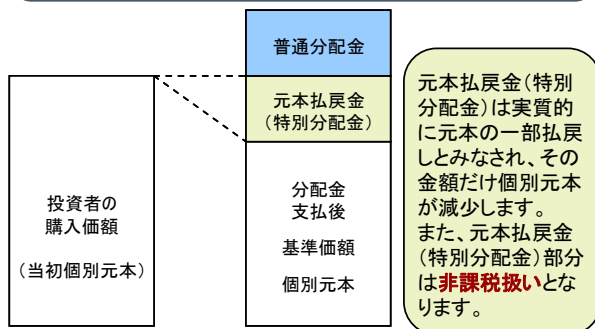 普通分配金
元本払戻金
(特別分配金)
投資者の
購入価額
(当初個別元本)
分配金
支払後
基準価額
個別元本
元本払戻金(特別
分配金)は実質的
に元本の一部払戻
しとみなされ、その
金額だけ個別元本
が減少します。
また、元本払戻金
(特別分配金)部分
は非課税扱いとな
ります。